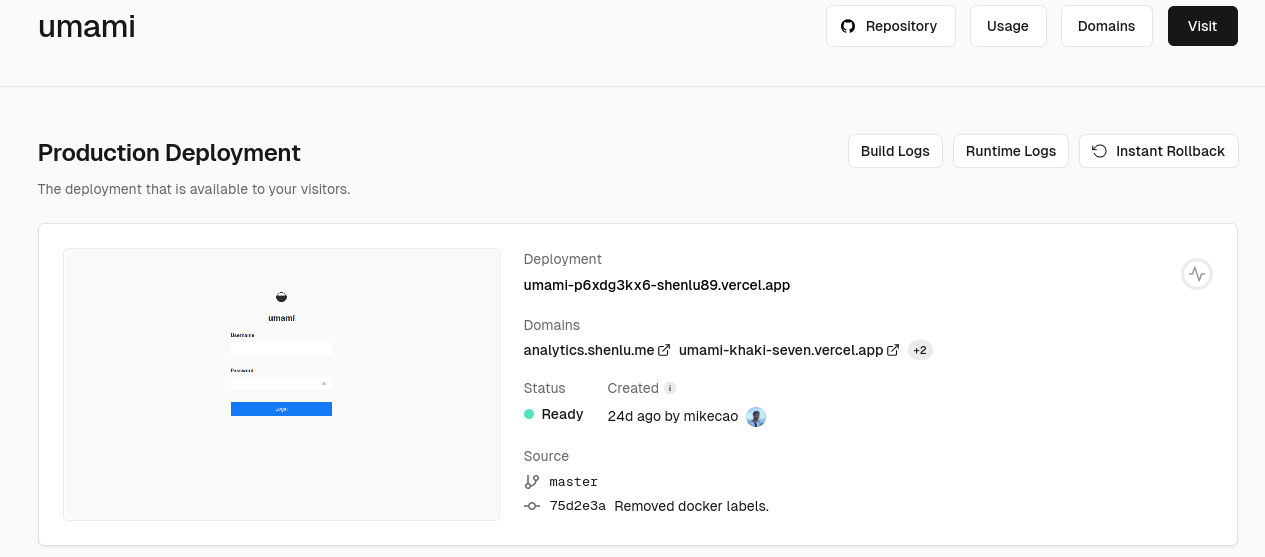 umami
Repository
Usage
Domains
Visit
Production Deployment
Build Logs
Runtime Logs
Instant Rollback
The deployment that is available to your visitors.
umami
Username
Password
Login
Deployment
umami-p6xdg3kx6-shenlu89.vercel.app
Domains
analytics.shenlu.me umami-khaki-seven.vercel.app +2
Status Created
Ready 24d ago by mikecao
Source
master
75d2e3a Removed docker labels.